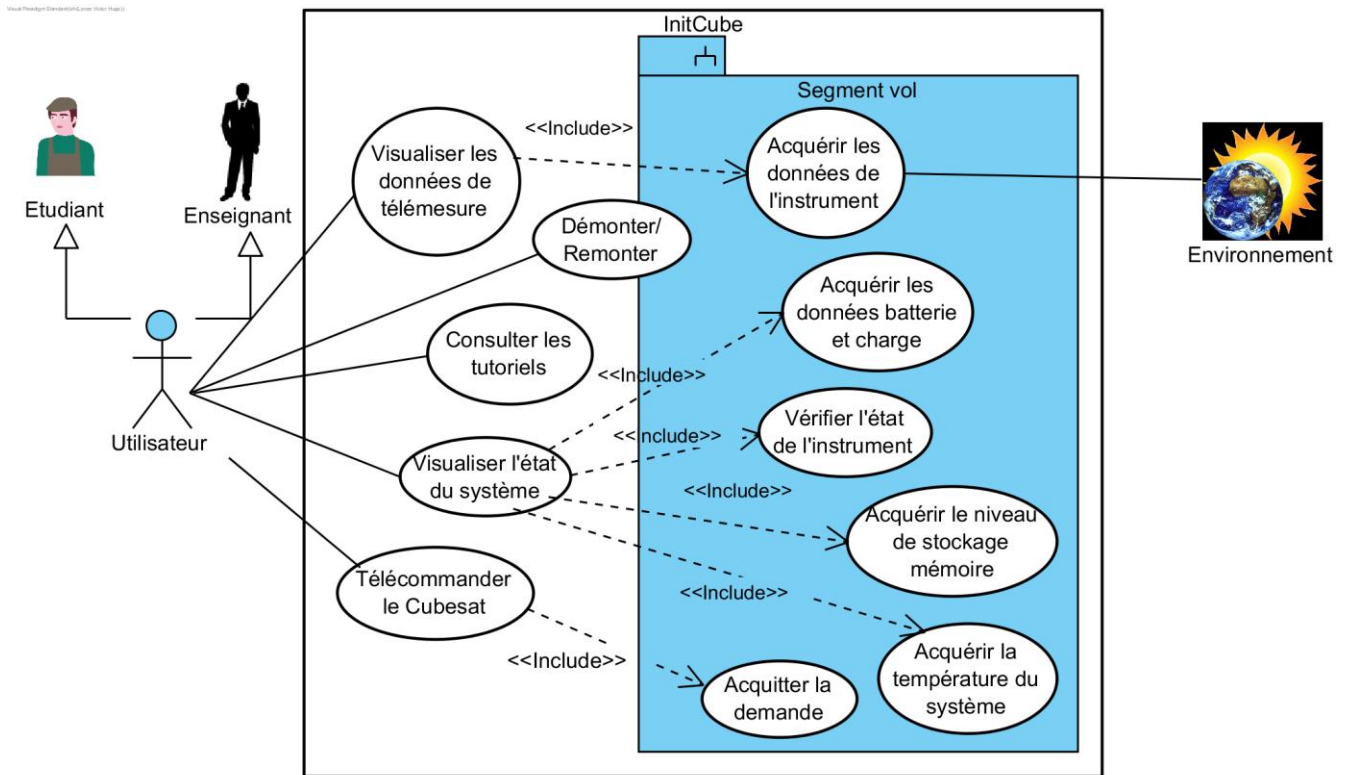 InitCube
Segment vol
Etudiant
Enseignant
Utilisateur
Visualiser les
données de
télémesure
<<Include>>
Acquérir les
données de
l'instrument
Environnement
Démonter/
Remonter
Acquérir les
données batterie
et charge
Consulter les
tutoriels
<<Include>>
Vérifier l'état
de l'instrument
<<Include>>
Visualiser l'état
du système
<<Include>>
Acquérir le niveau
de stockage
mémoire
Télécommander
le Cubesat
<<Include>>
Acquérir la
température du
système
<<Include>>
Acquitter la
demande